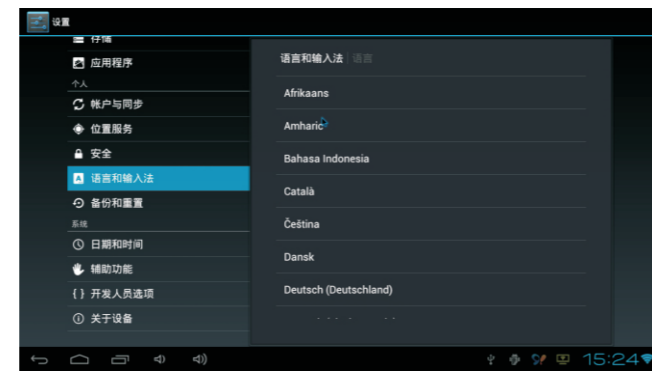 设置
存储
应用程序
个人
帐户与同步
位置服务
安全
语言和输入法
备份和重置
系统
日期和时间
辅助功能
{ } 开发人员选项
关于设备
语言和输入法 | 语言
Afrikaans
Amharic
Bahasa Indonesia
Català
Čeština
Dansk
Deutsch (Deutschland)
15:24